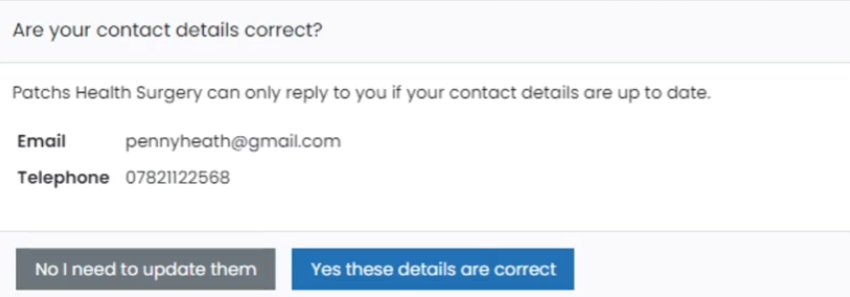 Are your contact details correct?
Patchs Health Surgery can only reply to you if your contact details are up to date.
Email pennyheath@gmail.com
Telephone 07821122568
No I need to update them Yes these details are correct